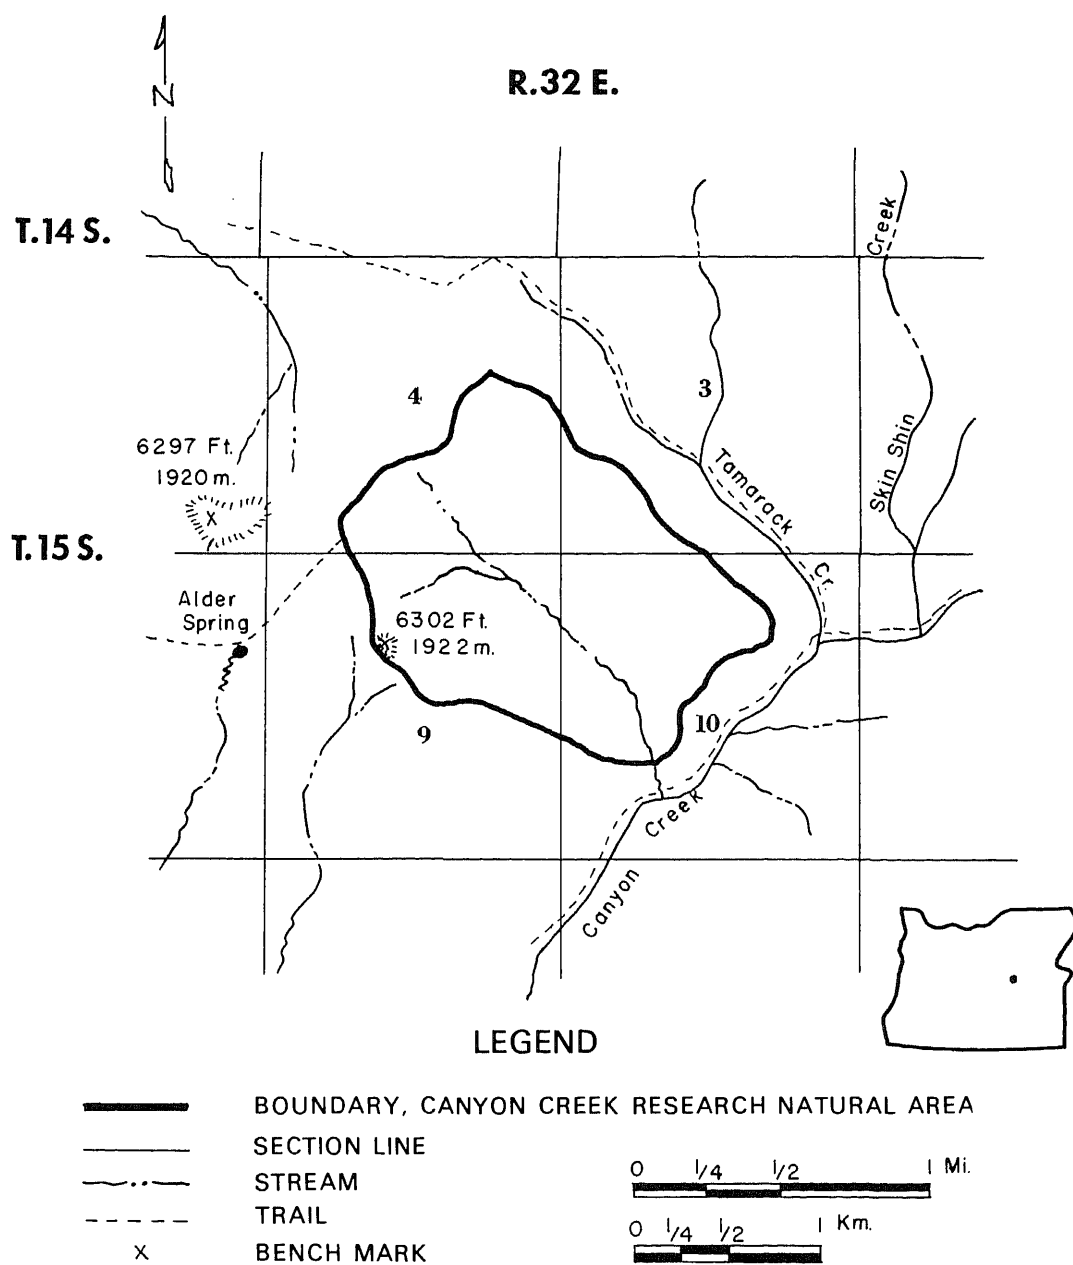 N
R.32 E.
T.14 S.
Creek
4
3
6297 Ft.
1920 m.
X
Tamarack
Cr.
Skin Shin
T.15 S.
Alder
Spring
6302 Ft.
1922 m.
9
10
Creek
Canyon
LEGEND
BOUNDARY, CANYON CREEK RESEARCH NATURAL AREA
SECTION LINE
STREAM
TRAIL
X BENCH MARK
0 1/4 1/2 1 Mi.
0 1/4 1/2 1 Km.